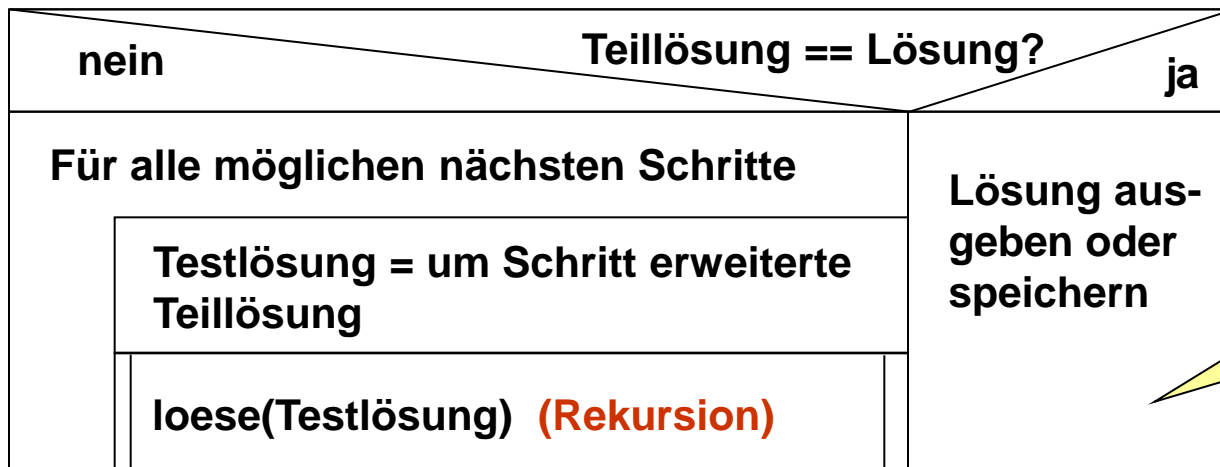 Teillösung == Lösung?
nein
ja
Für alle möglichen nächsten Schritte
Testlösung = um Schritt erweiterte
Teillösung
loese(Testlösung) (Rekursion)
Lösung aus-
geben oder
speichern